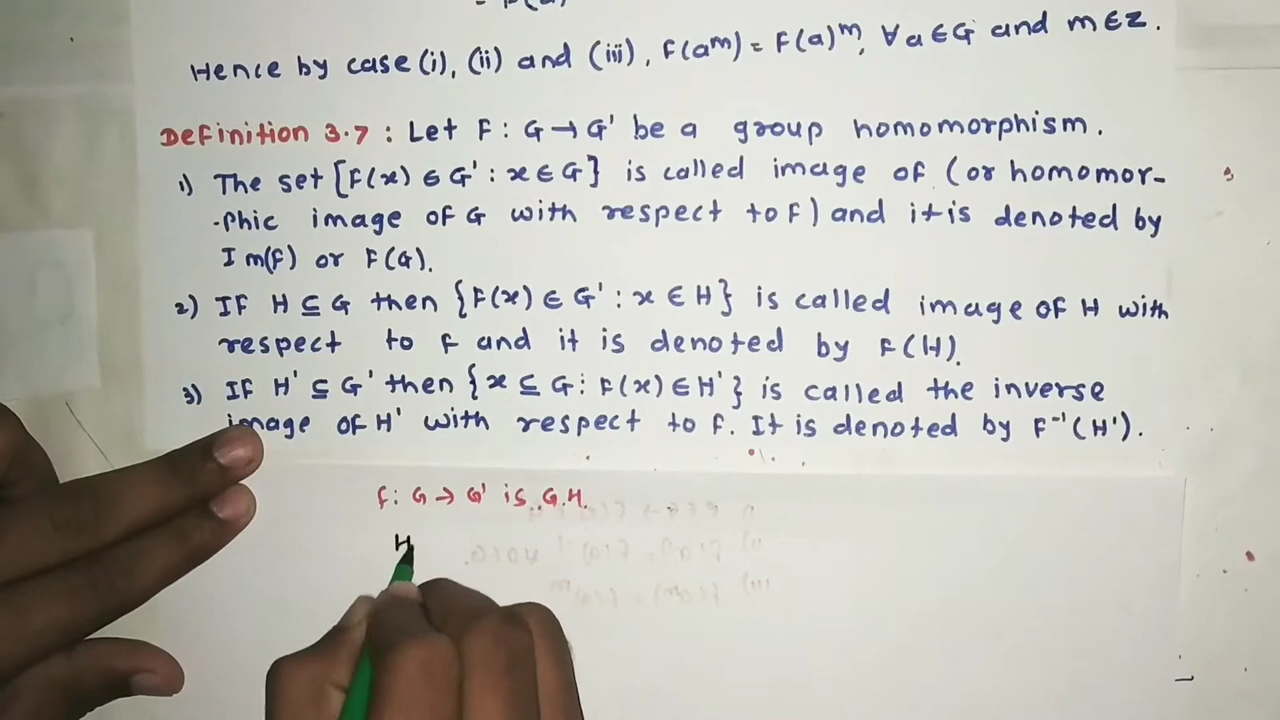 Hence by case (i), (ii) and (iii), F(a^m) = F(a)^m, ∀ a ∈ G and m ∈ Z.
Definition 3.7 : Let F : G → G' be a group homomorphism.
1) The set [F(x) ∈ G' : x ∈ G} is called image of (or homomor-
-phic image of G with respect to F) and it is denoted by
Im(F) or F(G).
2) IF H ⊆ G then {F(x) ∈ G' : x ∈ H} is called image of H with
respect to F and it is denoted by F(H).
3) IF H' ⊆ G' then {x ⊆ G : F(x) ∈ H'} is called the inverse
image of H' with respect to F. It is denoted by F⁻¹(H').
f: G → G' is G.H.
H